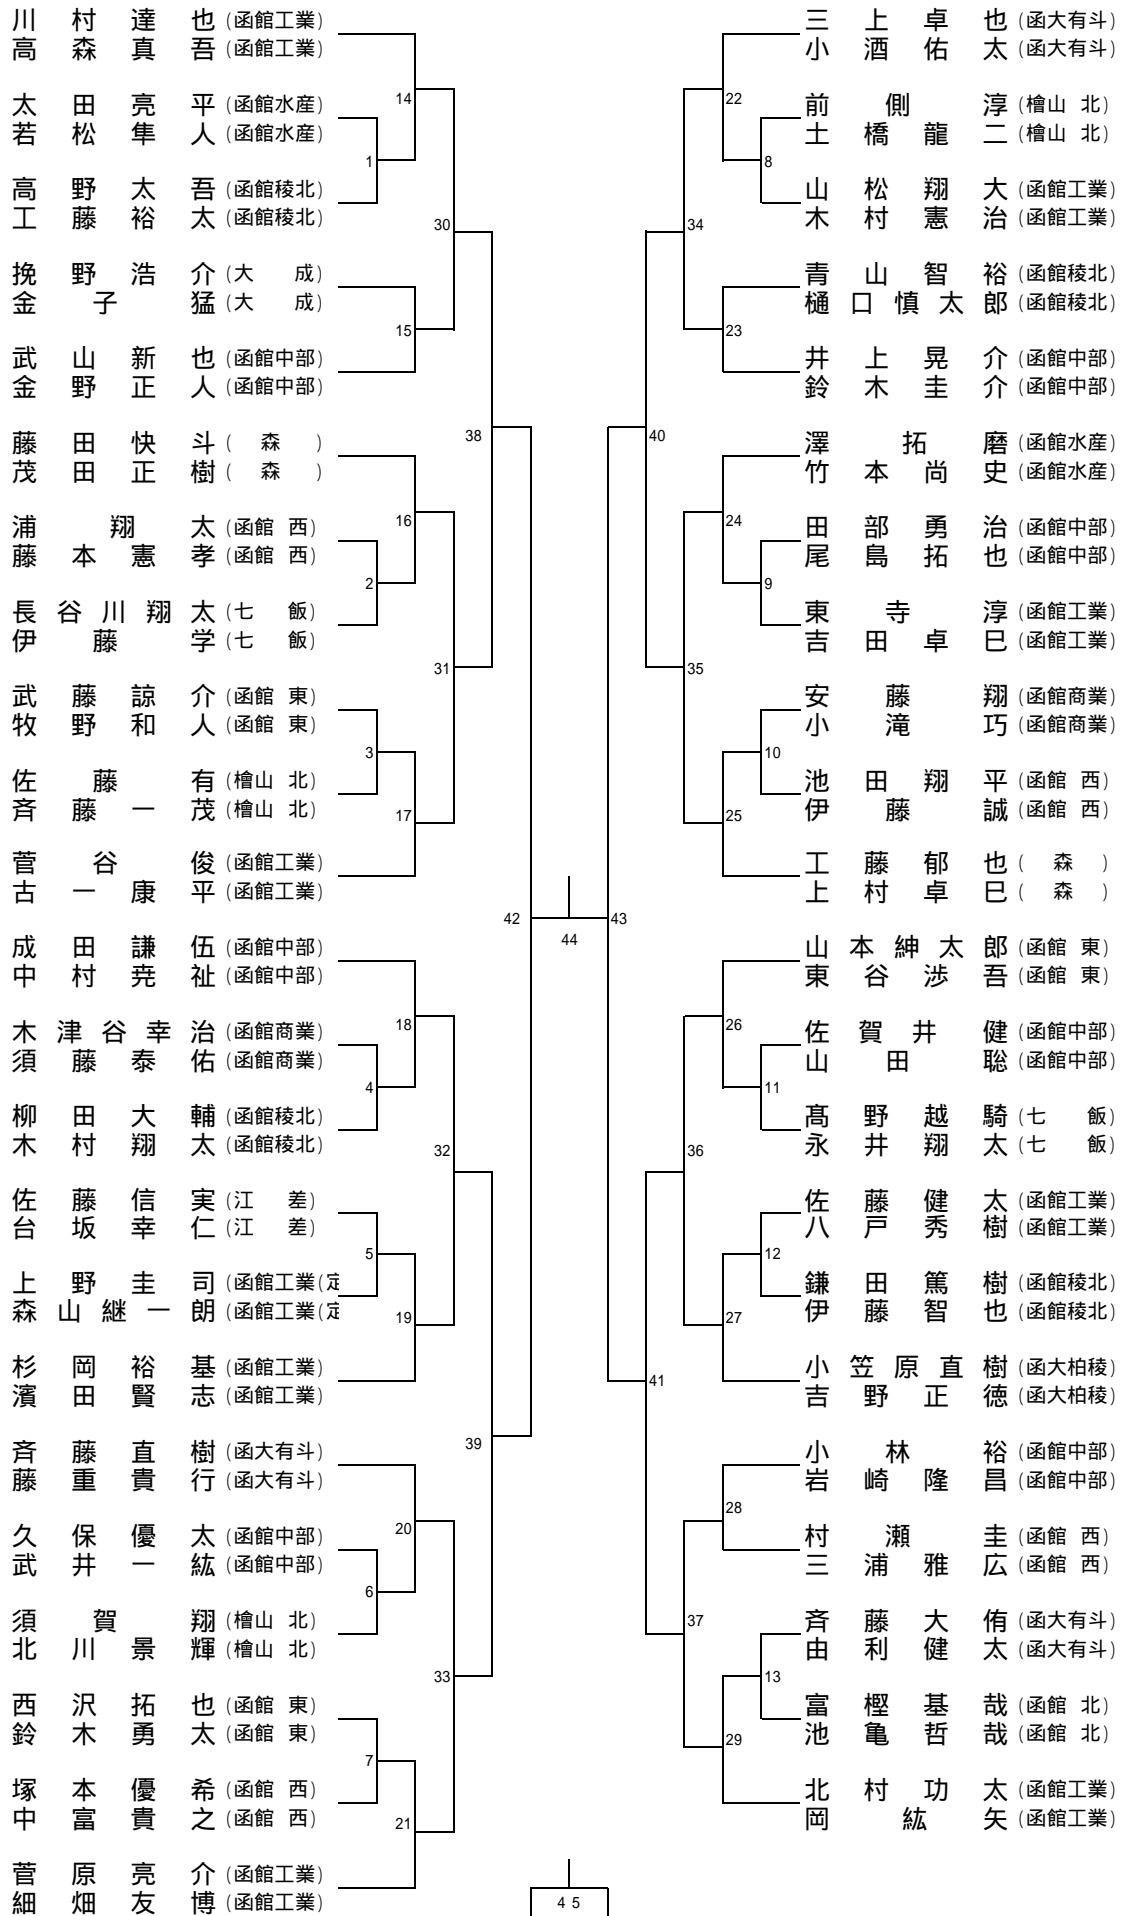 川村達也(函館工業)
高森真吾(函館工業)
太田亮平(函館水産)
若松隼人(函館水産)
高野太吾(函館稜北)
工藤裕太(函館稜北)
挽野浩介(大成)
金子猛(大成)
武山新也(函館中部)
金野正人(函館中部)
藤田快斗(森)
茂田正樹(森)
浦翔太(函館 西)
藤本憲孝(函館 西)
長谷川翔太(七飯)
伊藤学(七飯)
武藤諒介(函館 東)
牧野和人(函館 東)
佐藤有(檜山 北)
斉藤一茂(檜山 北)
菅谷俊(函館工業)
古一康平(函館工業)
成田謙伍(函館中部)
中村尭祉(函館中部)
木津谷幸治(函館商業)
須藤泰佑(函館商業)
柳田大輔(函館稜北)
木村翔太(函館稜北)
佐藤信実(江差)
台坂幸仁(江差)
上野圭司(函館工業(定
森山継一朗(函館工業(定
杉岡裕基(函館工業)
濱田賢志(函館工業)
斉藤直樹(函大有斗)
藤重貴行(函大有斗)
久保優太(函館中部)
武井一紘(函館中部)
須賀翔(檜山 北)
北川景輝(檜山 北)
西沢拓也(函館 東)
鈴木勇太(函館 東)
塚本優希(函館 西)
中富貴之(函館 西)
菅原亮介(函館工業)
細畑友博(函館工業)
1
2
3
4
5
6
7
14
15
16
17
18
19
20
21
30
31
32
33
38
39
42
44
45
43
40
41
34
35
36
37
22
23
24
25
26
27
28
29
8
9
10
11
12
13
三上卓也(函大有斗)
小酒佑太(函大有斗)
前側淳(檜山 北)
土橋龍二(檜山 北)
山松翔大(函館工業)
木村憲治(函館工業)
青山智裕(函館稜北)
樋口慎太郎(函館稜北)
井上晃介(函館中部)
鈴木圭介(函館中部)
澤拓磨(函館水産)
竹本尚史(函館水産)
田部勇治(函館中部)
尾島拓也(函館中部)
東寺淳(函館工業)
吉田卓巳(函館工業)
安藤翔(函館商業)
小滝巧(函館商業)
池田翔平(函館 西)
伊藤誠(函館 西)
工藤郁也(森)
上村卓巳(森)
山本紳太郎(函館 東)
東谷渉吾(函館 東)
佐賀井健(函館中部)
山田聡(函館中部)
髙野越騎(七飯)
永井翔太(七飯)
佐藤健太(函館工業)
八戸秀樹(函館工業)
鎌田篤樹(函館稜北)
伊藤智也(函館稜北)
小笠原直樹(函大柏稜)
吉野正徳(函大柏稜)
小林裕(函館中部)
岩崎隆昌(函館中部)
村瀬圭(函館 西)
三浦雅広(函館 西)
斉藤大侑(函大有斗)
由利健太(函大有斗)
富樫基哉(函館 北)
池亀哲哉(函館 北)
北村功太(函館工業)
岡紘矢(函館工業)